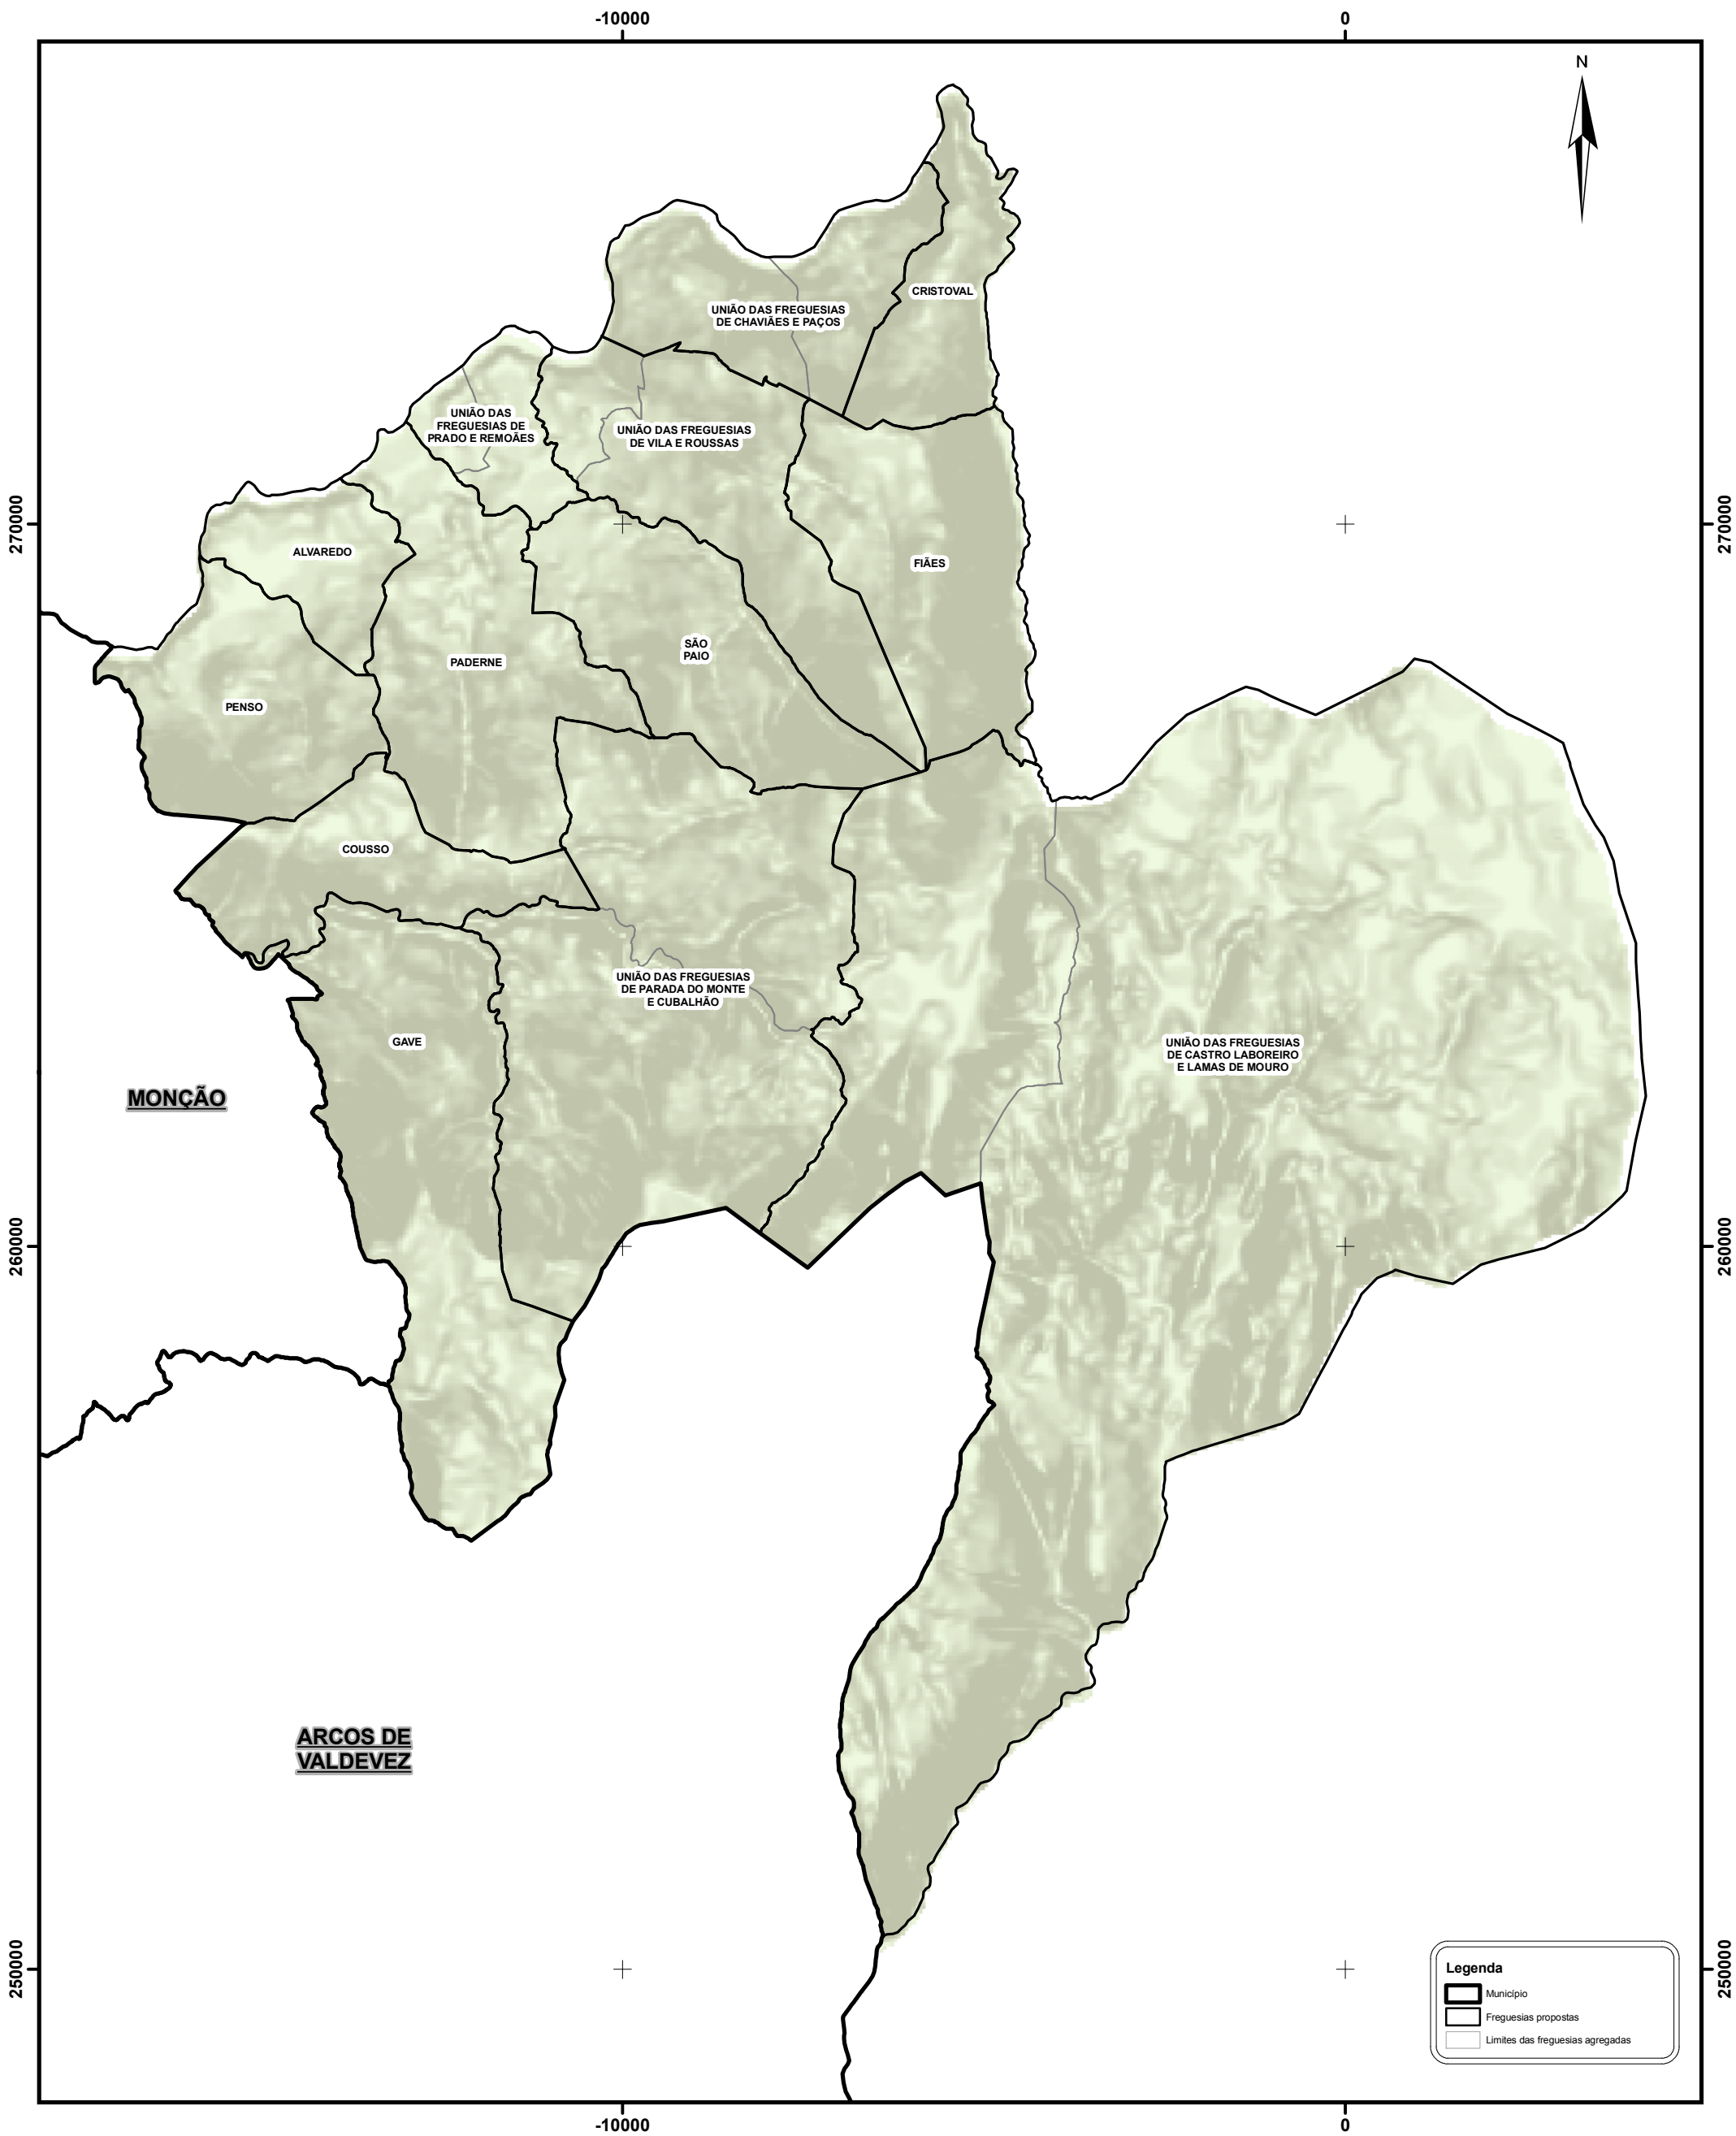 -10000
0
N
CRISTOVAL
UNIÃO DAS FREGUESIAS
DE CHAVIÃES E PAÇOS
UNIÃO DAS
FREGUESIAS DE
PRADO E REMOÃES
UNIÃO DAS FREGUESIAS
DE VILA E ROUSSAS
270000
270000
ALVAREDO
FIÃES
SÃO
PAIO
PADERNE
PENSO
COUSSO
UNIÃO DAS FREGUESIAS
DE PARADA DO MONTE
E CUBALHÃO
GAVE
UNIÃO DAS FREGUESIAS
DE CASTRO LABOREIRO
E LAMAS DE MOURO
MONÇÃO
260000
260000
ARCOS DE
VALDEVEZ
250000
250000
Legenda
Município
Freguesias propostas
Limites das freguesias agregadas
-10000
0